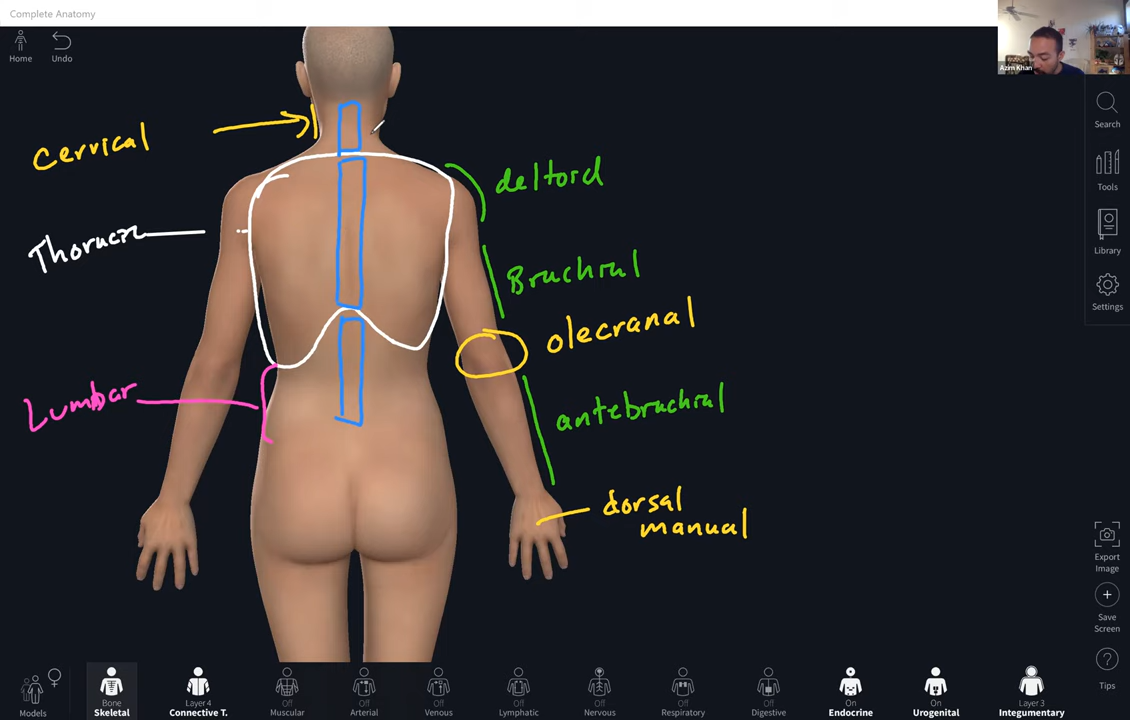 Complete Anatomy
Home
Undo
Azim Khan
Search
Tools
Library
Settings
Cervical
Thoracic
Lumbar
deltoid
Brachial
olecranal
antebrachial
dorsal
manual
Export
Image
Save
Screen
Tips
Models
Bone
Skeletal
Layer 4
Connective T.
Off
Muscular
Off
Arterial
Off
Venous
Off
Lymphatic
Off
Nervous
Off
Respiratory
Off
Digestive
On
Endocrine
On
Urogenital
Layer 3
Integumentary